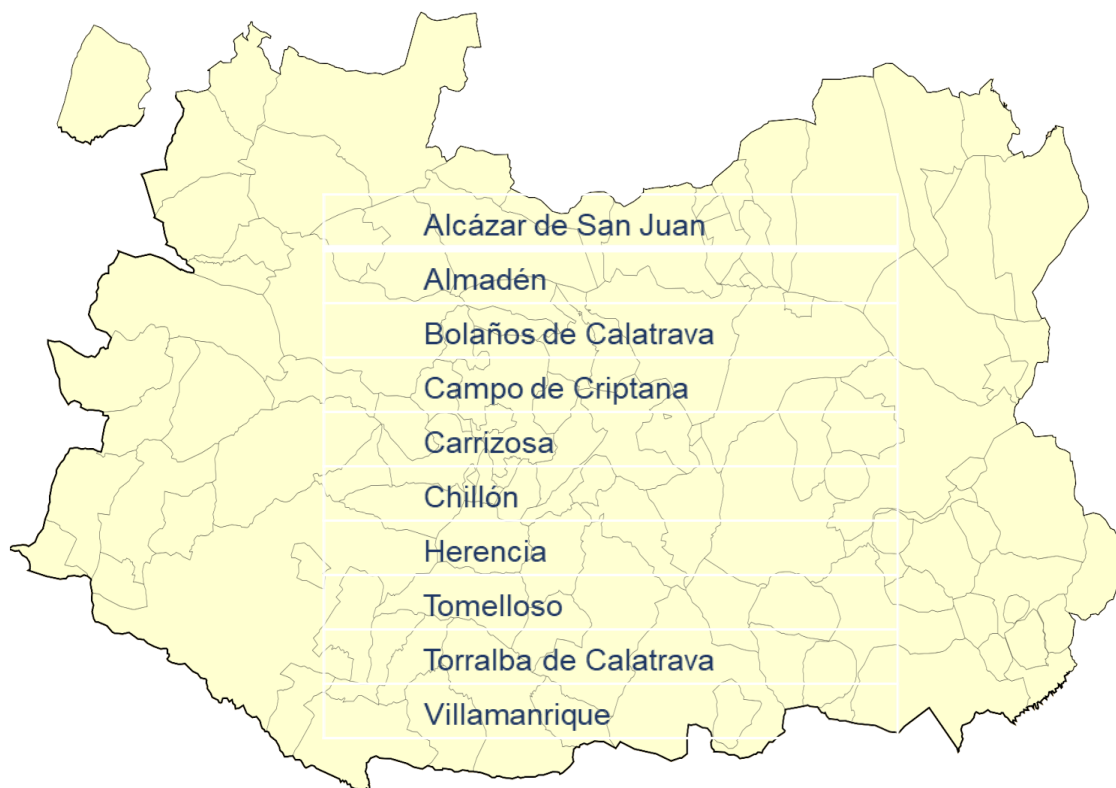 Alcázar de San Juan
Almadén
Bolaños de Calatrava
Campo de Criptana
Carrizosa
Chillón
Herencia
Tomelloso
Torralba de Calatrava
Villamanrique